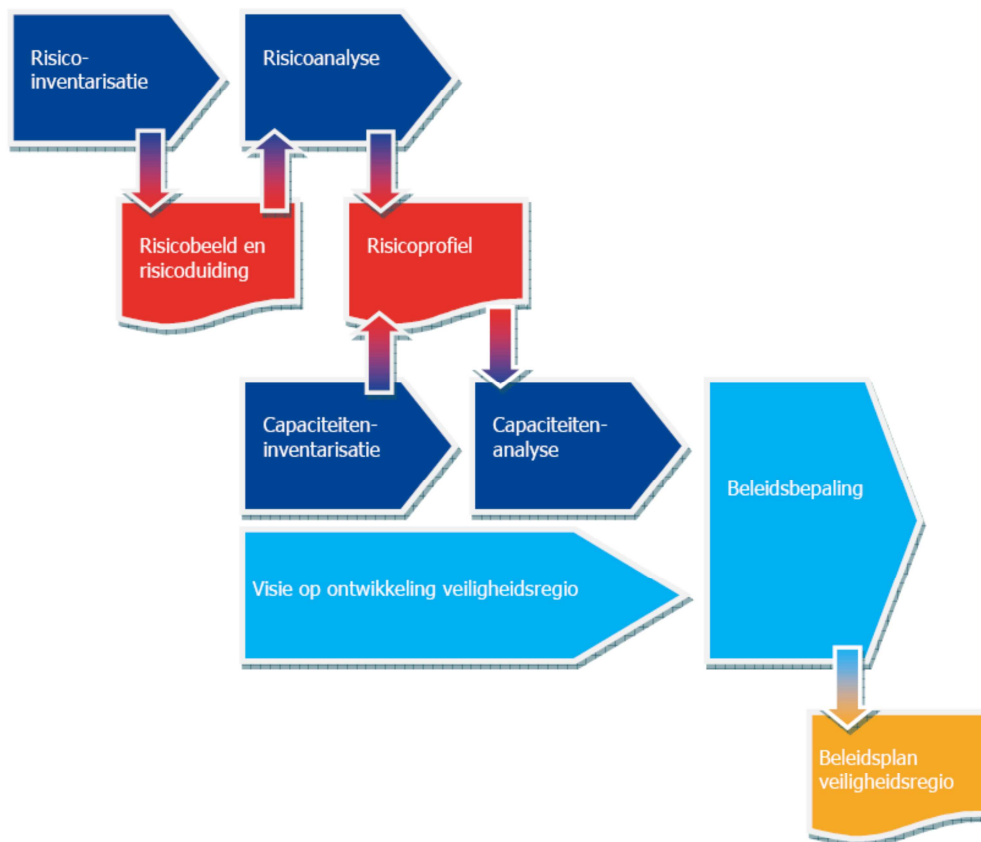 Risico-
inventarisatie
Risicoanalyse
Risicobeeld en
risicoduiding
Risicoprofiel
Capaciteiten-
inventarisatie
Capaciteiten-
analyse
Beleidsbepaling
Visie op ontwikkeling veiligheidsregio
Beleidsplan
veiligheidsregio